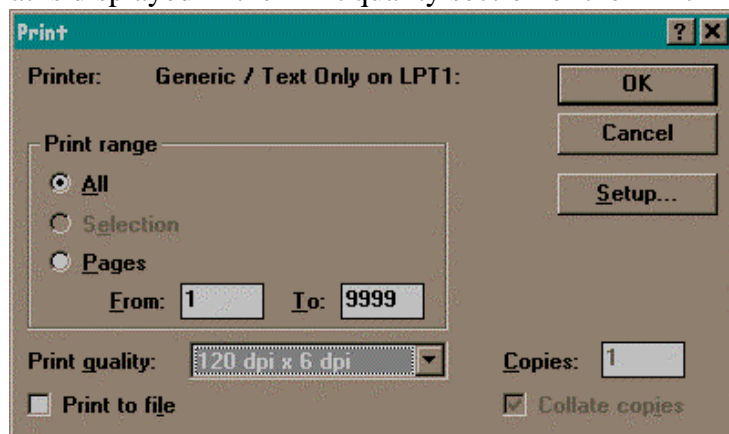 Print
Printer: Generic / Text Only on LPT1:
OK
Cancel
Setup...
Print range
All
Selection
Pages
From: 1 To: 9999
Print quality: 120 dpi x 6 dpi
Copies: 1
Print to file
Collate copies